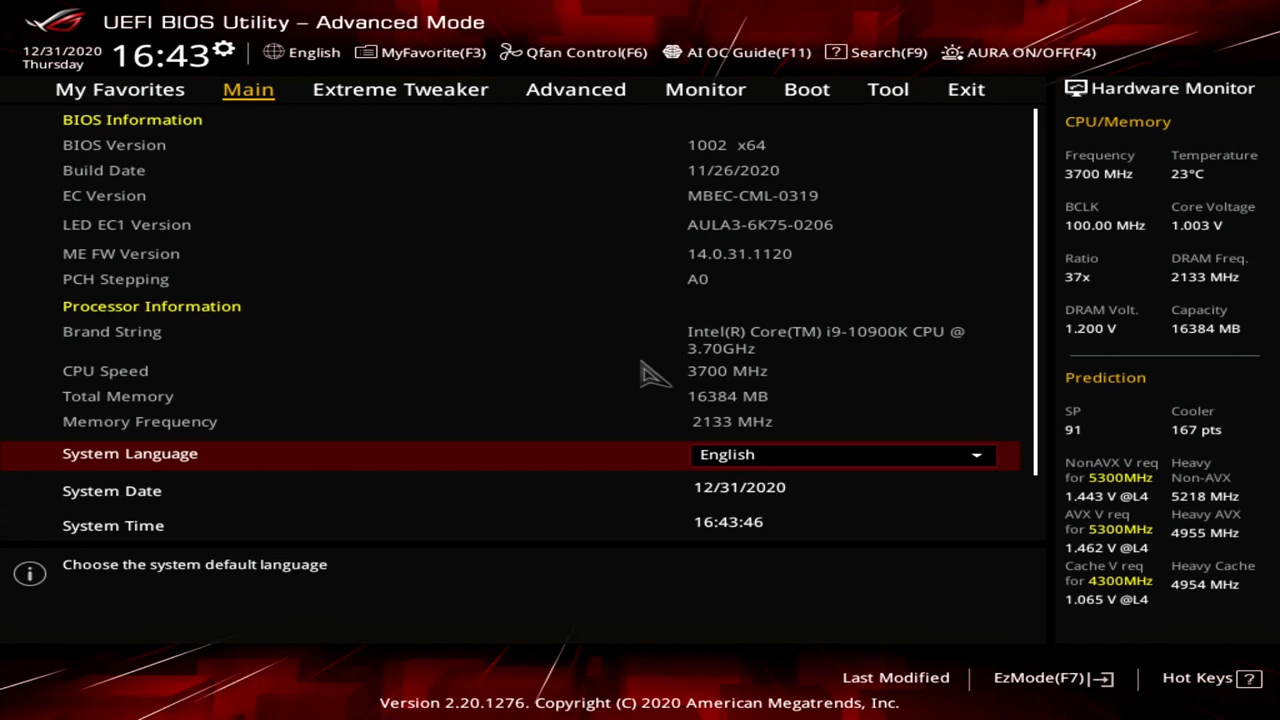 UEFI BIOS Utility – Advanced Mode
12/31/2020
Thursday
16:43
English
MyFavorite(F3)
Qfan Control(F6)
AI OC Guide(F11)
? Search(F9)
AURA ON/OFF(F4)
My Favorites
Main
Extreme Tweaker
Advanced
Monitor
Boot
Tool
Exit
BIOS Information
BIOS Version 1002 x64
Build Date 11/26/2020
EC Version MBEC-CML-0319
LED EC1 Version AULA3-6K75-0206
ME FW Version 14.0.31.1120
PCH Stepping A0
Processor Information
Brand String Intel(R) Core(TM) i9-10900K CPU @
3.70GHz
CPU Speed 3700 MHz
Total Memory 16384 MB
Memory Frequency 2133 MHz
System Language English
System Date 12/31/2020
System Time 16:43:46
i Choose the system default language
Hardware Monitor
CPU/Memory
Frequency Temperature
3700 MHz 23°C
BCLK Core Voltage
100.00 MHz 1.003 V
Ratio DRAM Freq.
37x 2133 MHz
DRAM Volt. Capacity
1.200 V 16384 MB
Prediction
SP Cooler
91 167 pts
NonAVX V req Heavy
for 5300MHz Non-AVX
1.443 V @L4 5218 MHz
AVX V req Heavy AVX
for 5300MHz 4955 MHz
1.462 V @L4
Cache V req Heavy Cache
for 4300MHz 4954 MHz
1.065 V @L4
Last Modified
EzMode(F7)
Hot Keys ?
Version 2.20.1276. Copyright (C) 2020 American Megatrends, Inc.